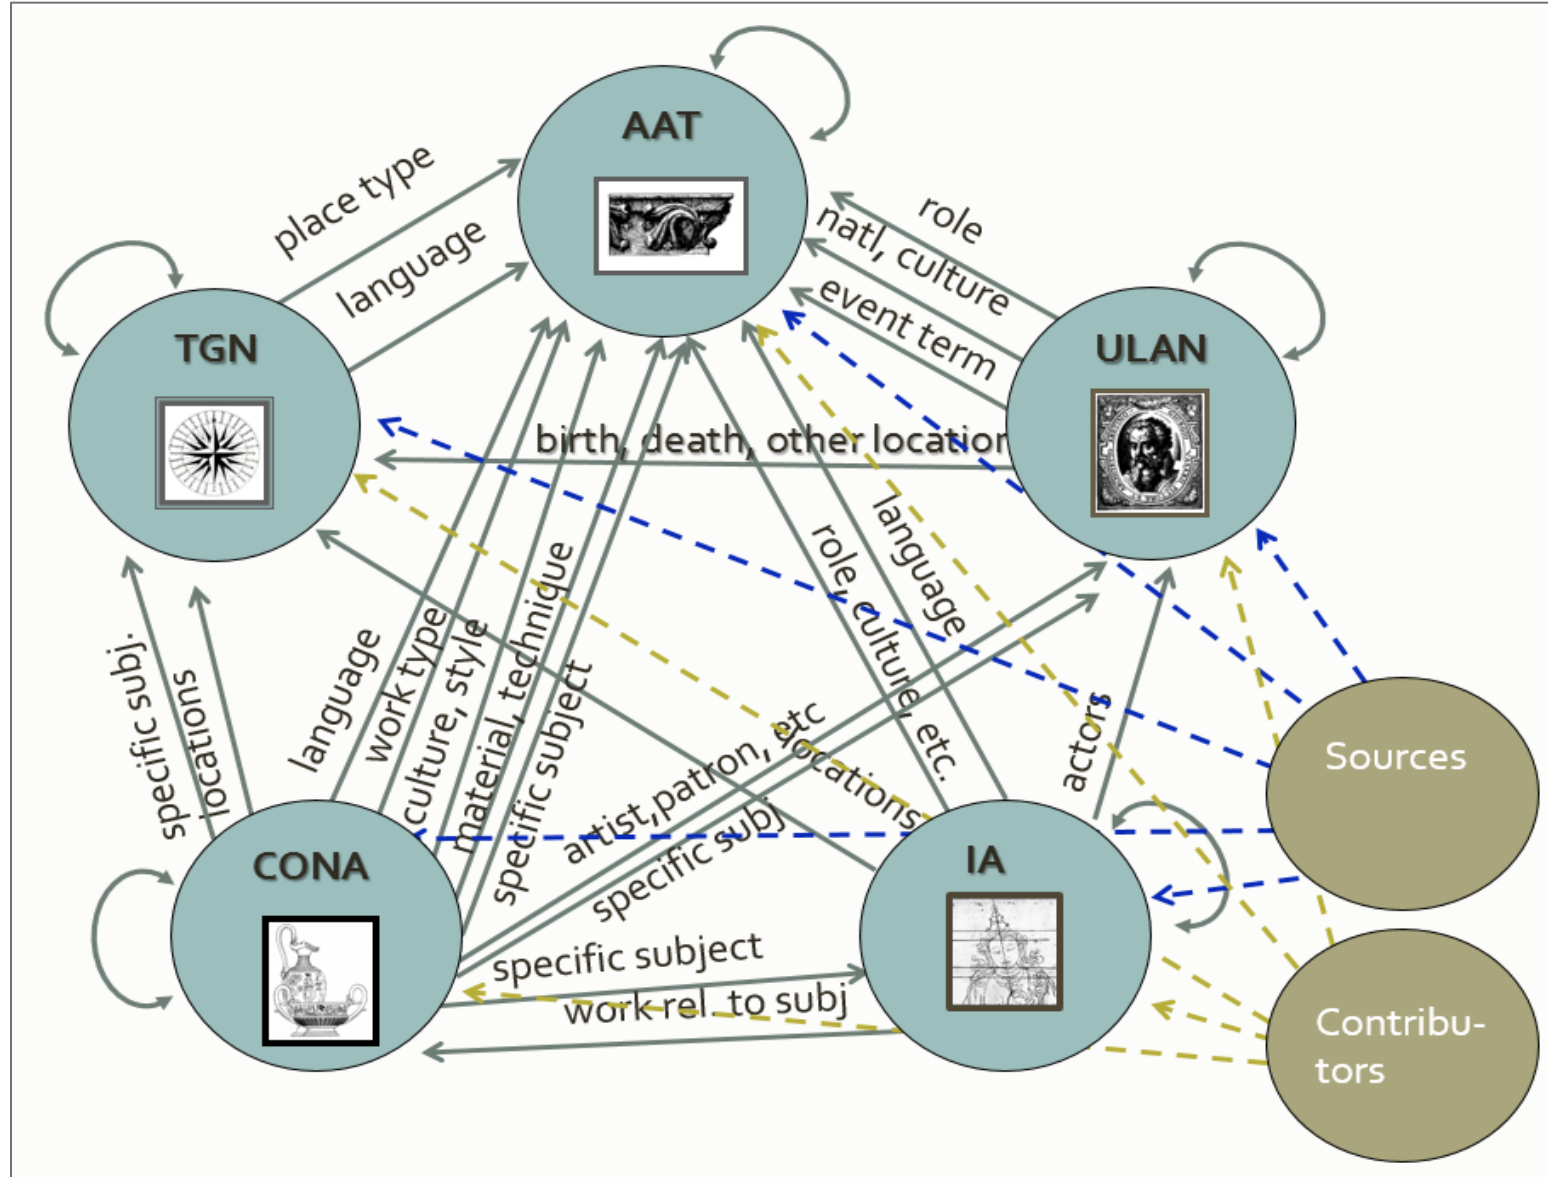 AAT
place type
language
role
natl, culture
event term
TGN
ULAN
birth, death, other location
language
role, culture, etc.
specific subj.
locations
language
work type
culture, style
material, technique
specific subject
artist,patron, etc
specific subj
locations
actors
Sources
CONA
IA
specific subject
work rel. to subj
Contribu-
tors